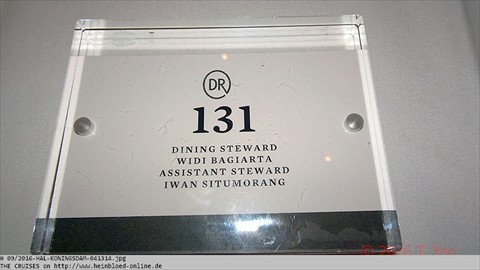 DR
131
DINING STEWARD
WIDI BAGIARTA
ASSISTANT STEWARD
IWAN SITUMORANG
© 09/2016-HAL-KONINGSDAM-041314.jpg
THE CRUISES on http://www.heinbloed-online.de